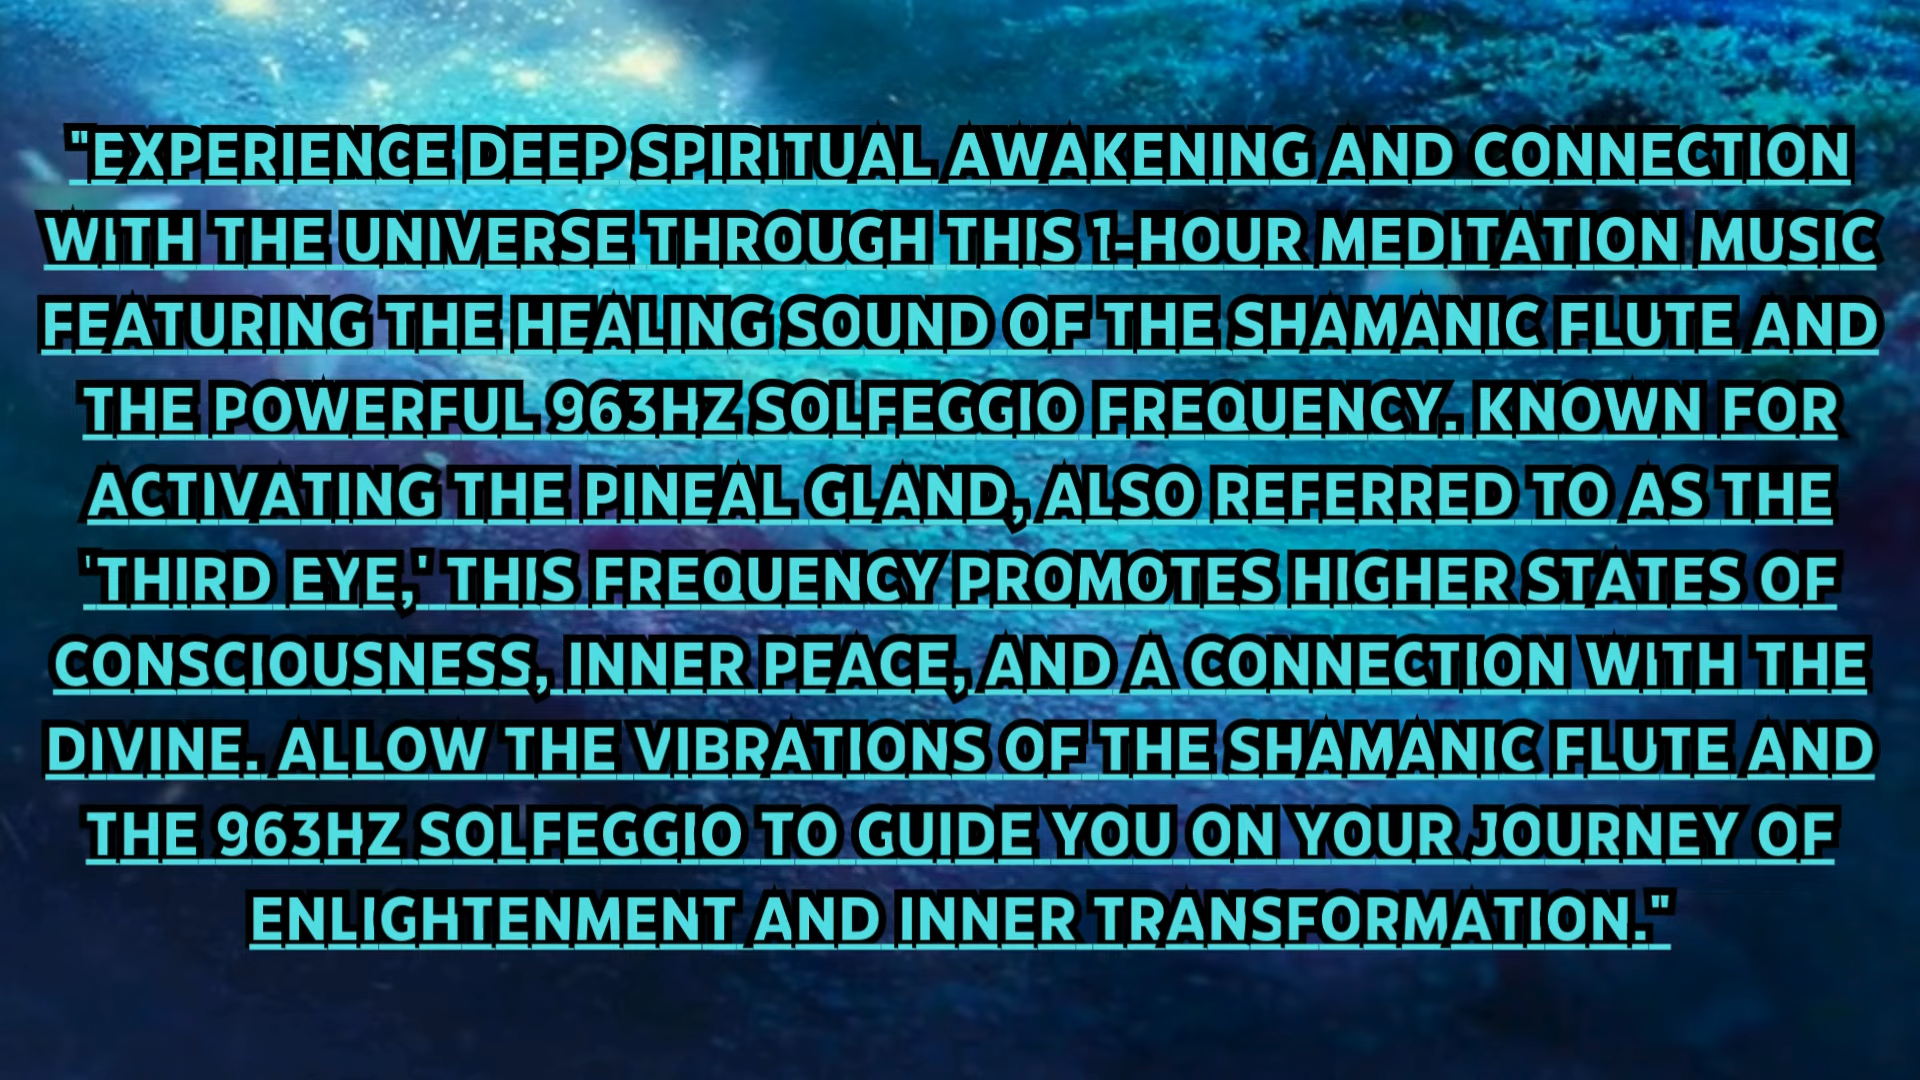 "EXPERIENCE DEEP SPIRITUAL AWAKENING AND CONNECTION
WITH THE UNIVERSE THROUGH THIS 1-HOUR MEDITATION MUSIC
FEATURING THE HEALING SOUND OF THE SHAMANIC FLUTE AND
THE POWERFUL 963HZ SOLFEGGIO FREQUENCY. KNOWN FOR
ACTIVATING THE PINEAL GLAND, ALSO REFERRED TO AS THE
'THIRD EYE,' THIS FREQUENCY PROMOTES HIGHER STATES OF
CONSCIOUSNESS, INNER PEACE, AND A CONNECTION WITH THE
DIVINE. ALLOW THE VIBRATIONS OF THE SHAMANIC FLUTE AND
THE 963HZ SOLFEGGIO TO GUIDE YOU ON YOUR JOURNEY OF
ENLIGHTENMENT AND INNER TRANSFORMATION."